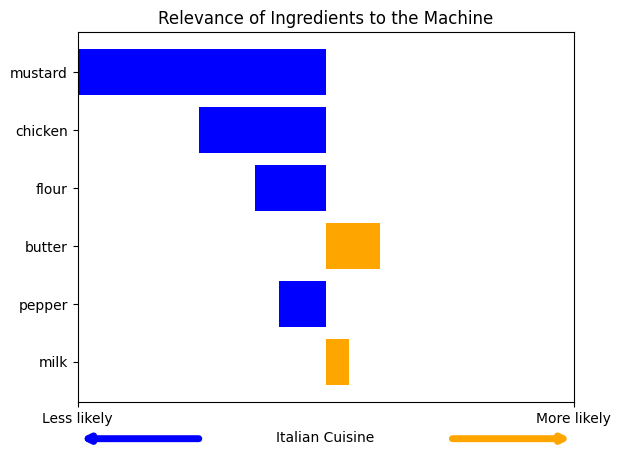 Relevance of Ingredients to the Machine
mustard
chicken
flour
butter
pepper
milk
Less likely
More likely
Italian Cuisine